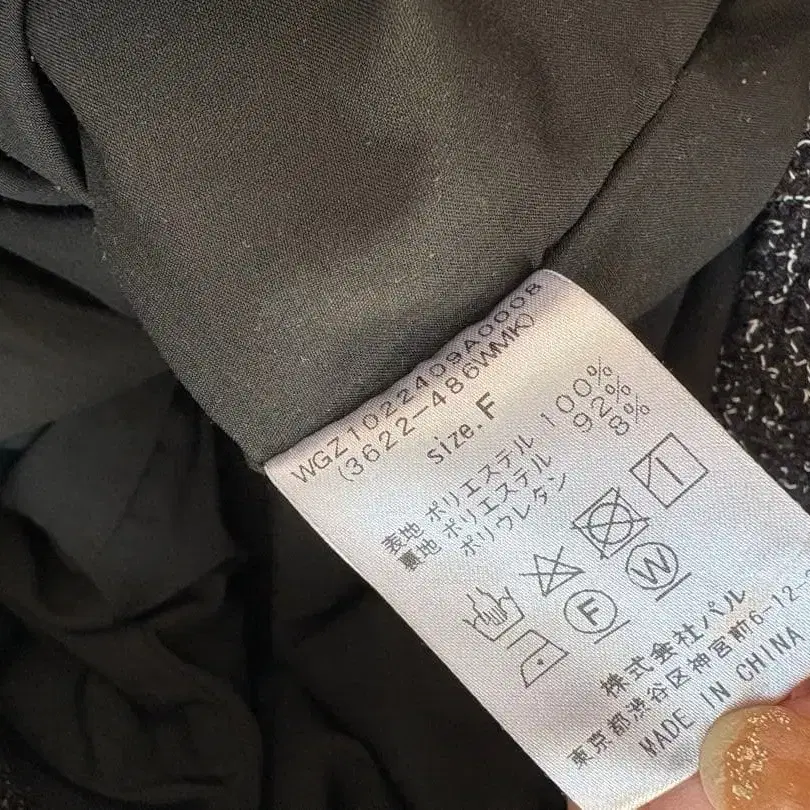 WGZ1022409A0008
(3622-486WMK)
size.F
表地 ポリエステル 100%
裏地 ポリエステル 92%
ポリウレタン 8%
F W
株式会社パル
東京都渋谷区神宮前6-12-
MADE IN CHINA